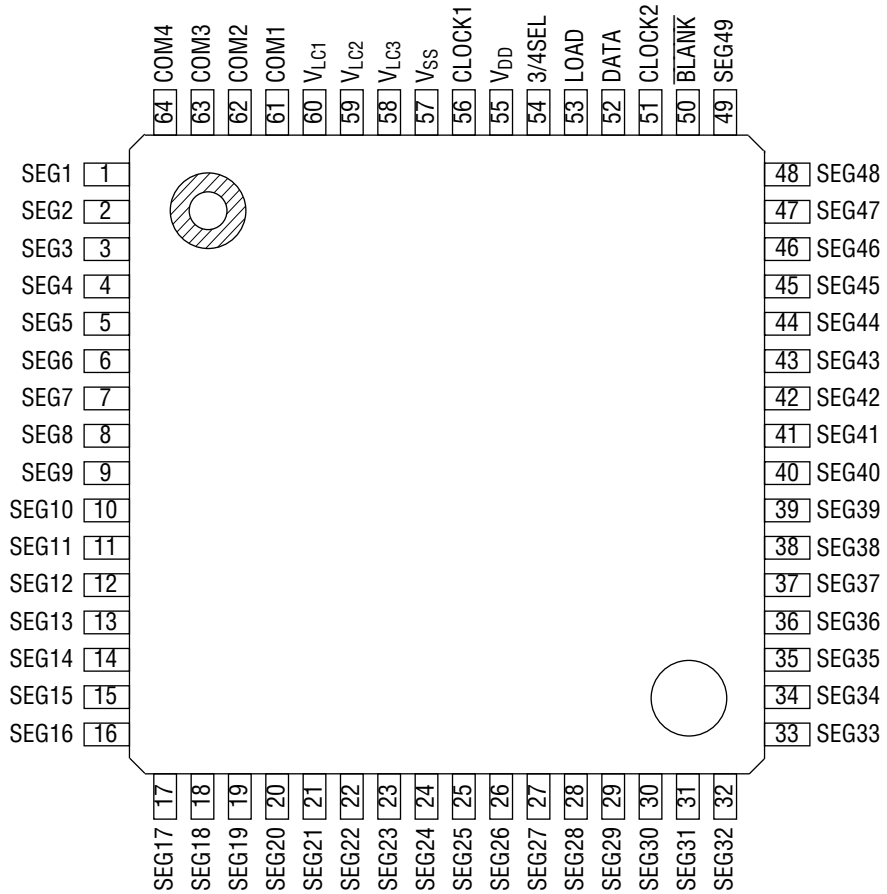 COM4 COM3 COM2 COM1 VLC1 VLC2 VLC3 VSS CLOCK1 VDD 3/4SEL LOAD DATA CLOCK2 BLANK SEG49
64 63 62 61 60 59 58 57 56 55 54 53 52 51 50 49
SEG1 1 48 SEG48
SEG2 2 47 SEG47
SEG3 3 46 SEG46
SEG4 4 45 SEG45
SEG5 5 44 SEG44
SEG6 6 43 SEG43
SEG7 7 42 SEG42
SEG8 8 41 SEG41
SEG9 9 40 SEG40
SEG10 10 39 SEG39
SEG11 11 38 SEG38
SEG12 12 37 SEG37
SEG13 13 36 SEG36
SEG14 14 35 SEG35
SEG15 15 34 SEG34
SEG16 16 33 SEG33
17 18 19 20 21 22 23 24 25 26 27 28 29 30 31 32
SEG17 SEG18 SEG19 SEG20 SEG21 SEG22 SEG23 SEG24 SEG25 SEG26 SEG27 SEG28 SEG29 SEG30 SEG31 SEG32